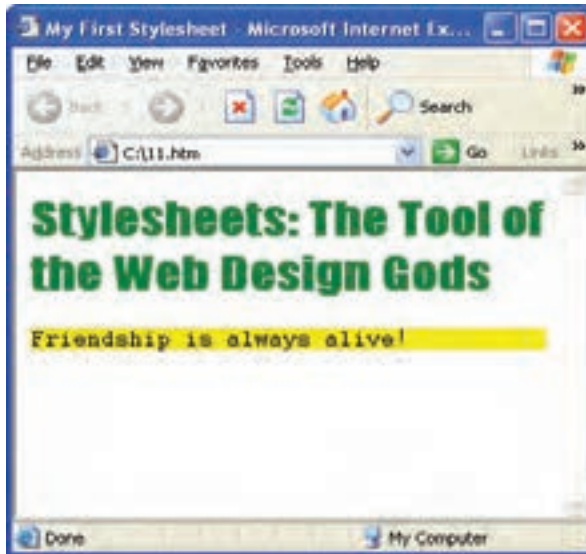 My First Stylesheet - Microsoft Internet Ex...
File Edit View Favorites Tools Help
Back Search
Address C:\11.htm Go Links
Stylesheets: The Tool of
the Web Design Gods
Friendship is always alive!
Done My Computer